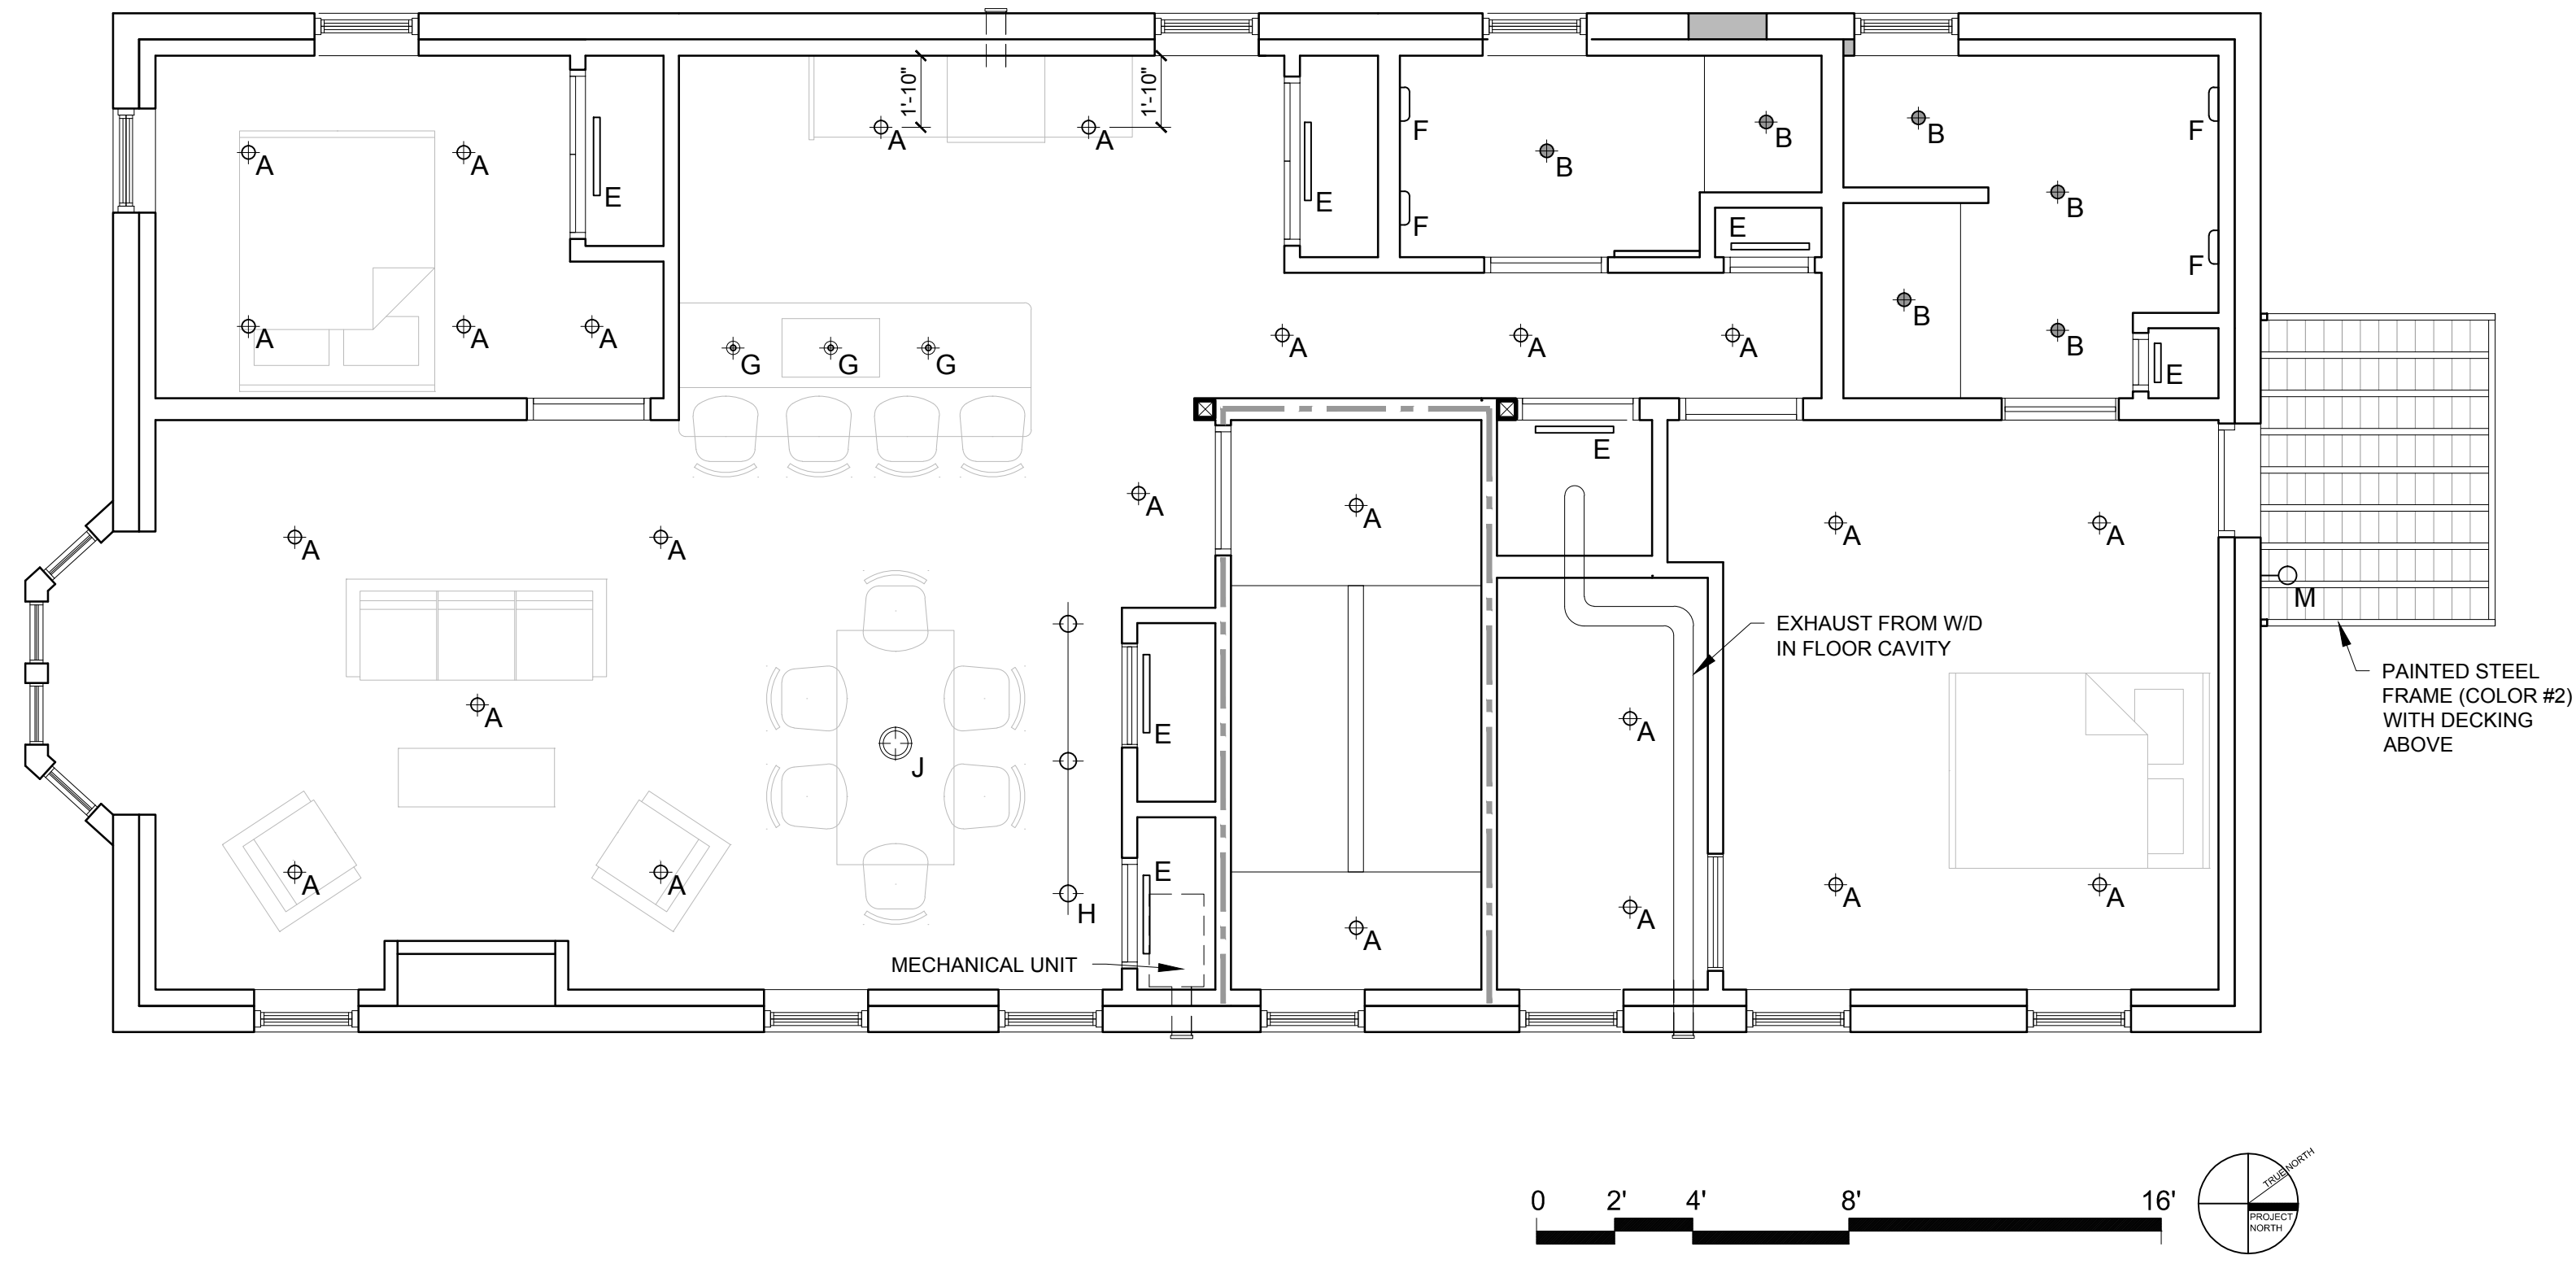 1'-10"
1'-10"
A
A
A
A
E
E
F
F
B
B
B
F
B
F
E
A
A
A
G
G
G
A
A
A
B
B
E
E
A
A
A
A
A
A
M
EXHAUST FROM W/D
IN FLOOR CAVITY
PAINTED STEEL
FRAME (COLOR #2)
WITH DECKING
ABOVE
A
E
A
J
A
A
E
H
A
A
A
A
A
MECHANICAL UNIT
0
2'
4'
8'
16'
TRUE NORTH
PROJECT
NORTH